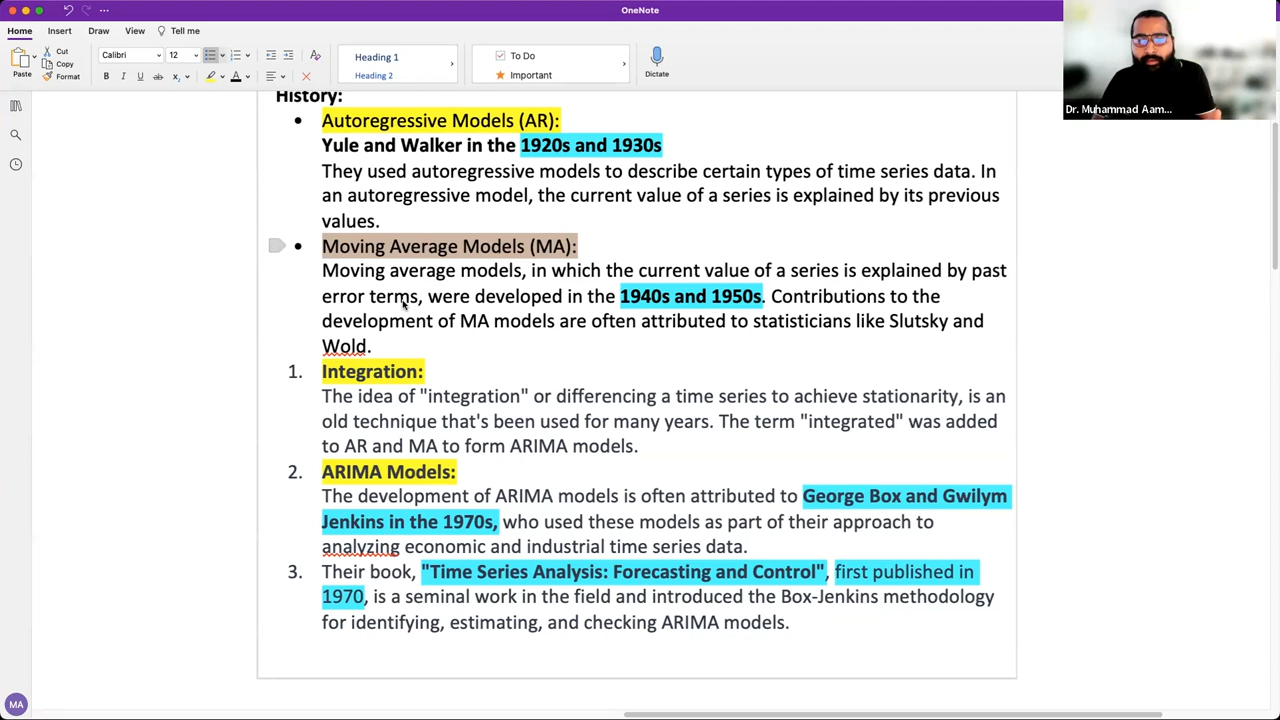 OneNote
Home Insert Draw View Tell me
Paste
Cut
Copy
Format
Calibri 12
B I U ab x
A
Heading 1
Heading 2
To Do
Important
Dictate
Dr. Muhammad Aam...
History:
• Autoregressive Models (AR):
Yule and Walker in the 1920s and 1930s
They used autoregressive models to describe certain types of time series data. In
an autoregressive model, the current value of a series is explained by its previous
values.
• Moving Average Models (MA):
Moving average models, in which the current value of a series is explained by past
error terms, were developed in the 1940s and 1950s. Contributions to the
development of MA models are often attributed to statisticians like Slutsky and
Wold.
1. Integration:
The idea of "integration" or differencing a time series to achieve stationarity, is an
old technique that's been used for many years. The term "integrated" was added
to AR and MA to form ARIMA models.
2. ARIMA Models:
The development of ARIMA models is often attributed to George Box and Gwilym
Jenkins in the 1970s, who used these models as part of their approach to
analyzing economic and industrial time series data.
3. Their book, "Time Series Analysis: Forecasting and Control", first published in
1970, is a seminal work in the field and introduced the Box-Jenkins methodology
for identifying, estimating, and checking ARIMA models.
MA